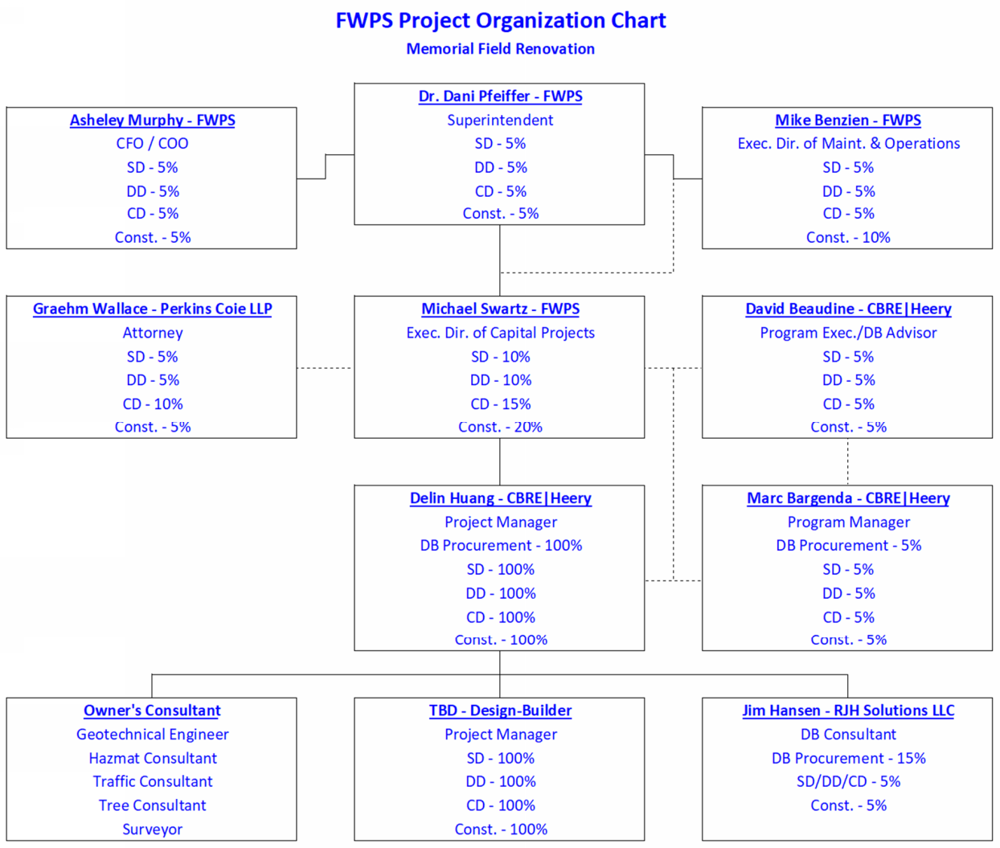 FWPS Project Organization Chart
Memorial Field Renovation
Dr. Dani Pfeiffer - FWPS
Superintendent
SD - 5%
DD - 5%
CD - 5%
Const. - 5%
Asheley Murphy - FWPS
CFO / COO
SD - 5%
DD - 5%
CD - 5%
Const. - 5%
Mike Benzien - FWPS
Exec. Dir. of Maint. & Operations
SD - 5%
DD - 5%
CD - 5%
Const. - 10%
Graehm Wallace - Perkins Coie LLP
Attorney
SD - 5%
DD - 5%
CD - 10%
Const. - 5%
Michael Swartz - FWPS
Exec. Dir. of Capital Projects
SD - 10%
DD - 10%
CD - 15%
Const. - 20%
David Beaudine - CBRE|Heery
Program Exec./DB Advisor
SD - 5%
DD - 5%
CD - 5%
Const. - 5%
Delin Huang - CBRE|Heery
Project Manager
DB Procurement - 100%
SD - 100%
DD - 100%
CD - 100%
Const. - 100%
Marc Bargenda - CBRE|Heery
Program Manager
DB Procurement - 5%
SD - 5%
DD - 5%
CD - 5%
Const. - 5%
Owner's Consultant
Geotechnical Engineer
Hazmat Consultant
Traffic Consultant
Tree Consultant
Surveyor
TBD - Design-Builder
Project Manager
SD - 100%
DD - 100%
CD - 100%
Const. - 100%
Jim Hansen - RJH Solutions LLC
DB Consultant
DB Procurement - 15%
SD/DD/CD - 5%
Const. - 5%